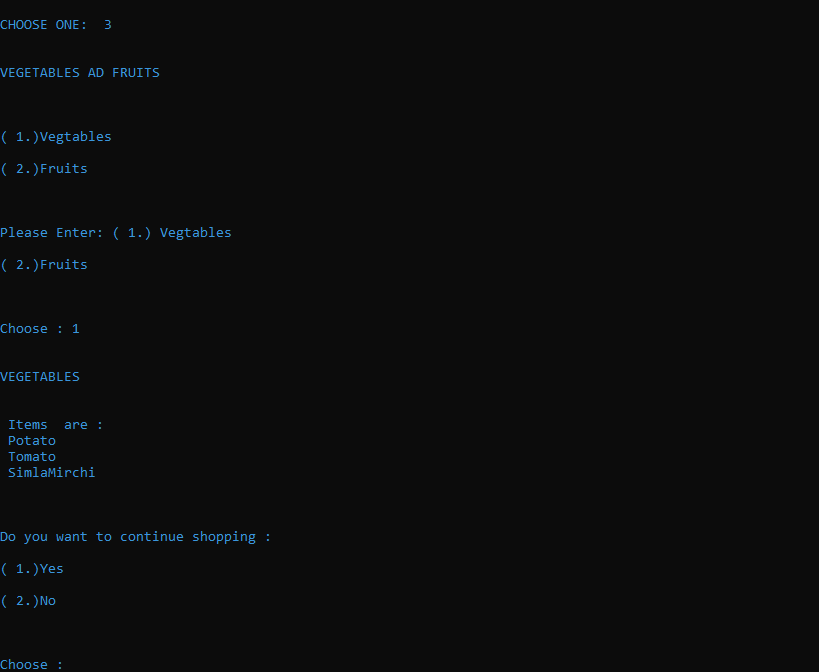 CHOOSE ONE:  3
VEGETABLES AD FRUITS
( 1.)Vegtables
( 2.)Fruits
Please Enter: ( 1.) Vegtables
( 2.)Fruits
Choose : 1
VEGETABLES
Items  are :
Potato
Tomato
SimlaMirchi
Do you want to continue shopping :
( 1.)Yes
( 2.)No
Choose :